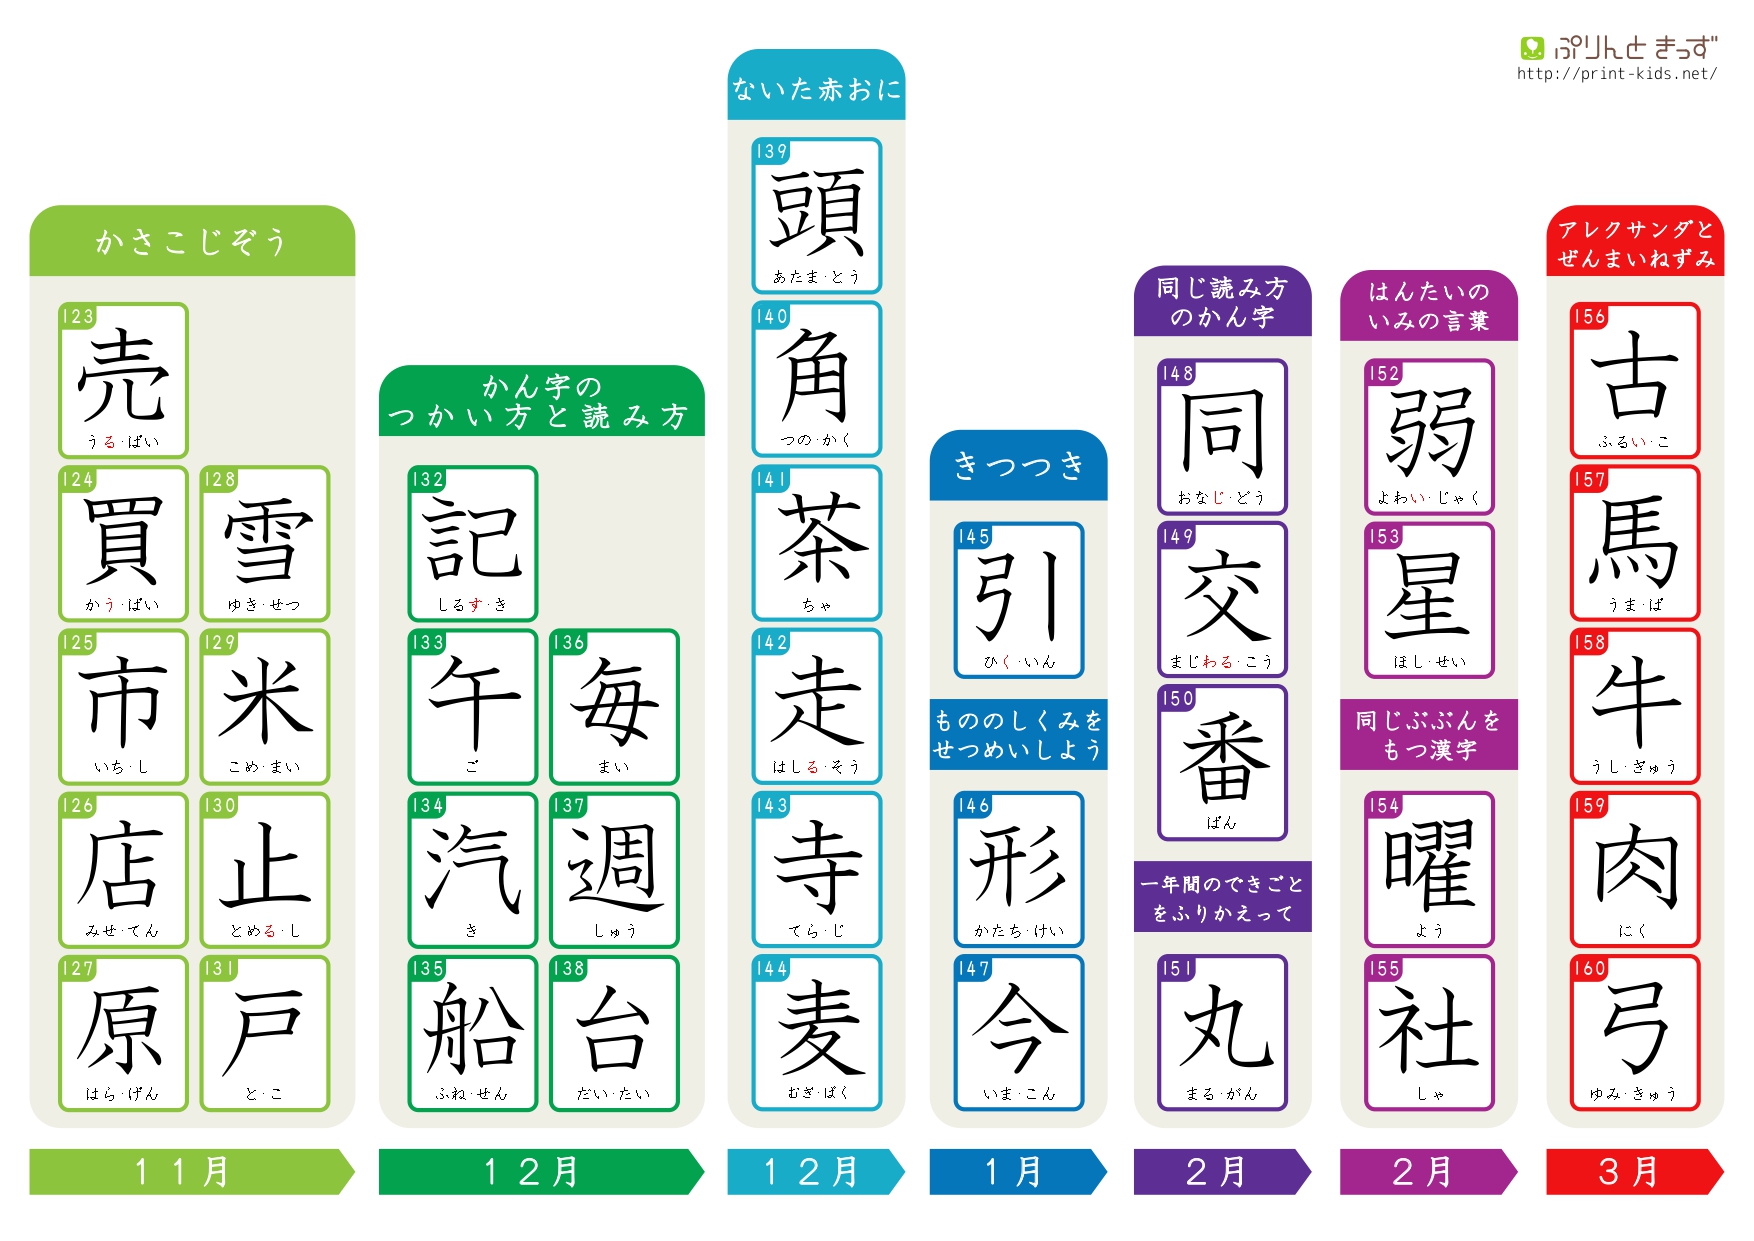 ぷりんと きっず
http://print-kids.net/
かさこじぞう
123
売
うる·ばい
124
買
かう·ばい
125
市
いち·し
126
店
みせ·てん
127
原
はら·げん
128
雪
ゆき·せつ
129
米
こめ·まい
130
止
とめる·し
131
戸
と·こ
11月
かん字の
つかい方と読み方
132
記
しるす·き
133
午
ご
134
汽
き
135
船
ふね·せん
136
毎
まい
137
週
しゅう
138
台
だい·たい
12月
ないた赤おに
139
頭
あたま·とう
140
角
つの·かく
141
茶
ちゃ
142
走
はしる·そう
143
寺
てら·じ
144
麦
むぎ·ばく
12月
きつつき
145
引
ひく·いん
もののしくみを
せつめいしよう
146
形
かたち·けい
147
今
いま·こん
1月
同じ読み方
のかん字
148
同
おなじ·どう
149
交
まじわる·こう
150
番
ばん
一年間のできごと
をふりかえって
151
丸
まる·がん
2月
はんたいの
いみの言葉
152
弱
よわい·じゃく
153
星
ほし·せい
同じぶぶんを
もつ漢字
154
曜
よう
155
社
しゃ
2月
アレクサンダと
ぜんまいねずみ
156
古
ふるい·こ
157
馬
うま·ば
158
牛
うし·ぎゅう
159
肉
にく
160
弓
ゆみ·きゅう
3月